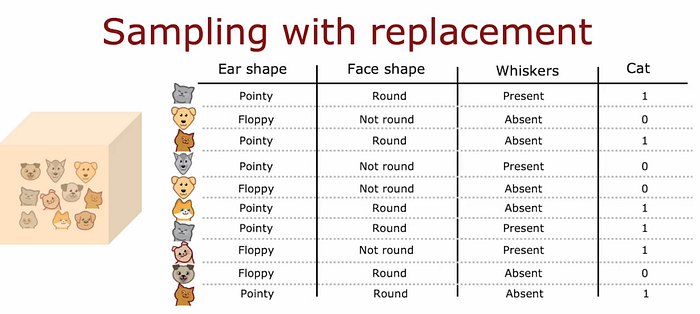 Sampling with replacement
Ear shape Face shape Whiskers Cat
Pointy Round Present 1
Floppy Not round Absent 0
Pointy Round Absent 1
Pointy Not round Present 0
Floppy Not round Absent 0
Pointy Round Absent 1
Pointy Round Present 1
Floppy Not round Present 1
Floppy Round Absent 0
Pointy Round Absent 1